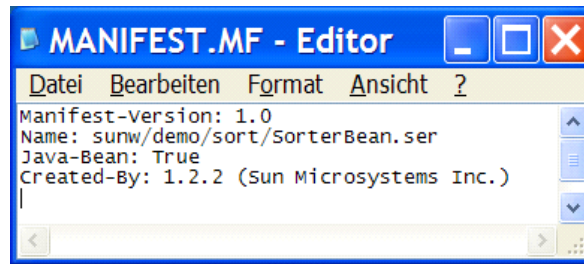 MANIFEST.MF - Editor
Datei Bearbeiten Format Ansicht ?
Manifest-Version: 1.0
Name: sunw/demo/sort/SorterBean.ser
Java-Bean: True
Created-By: 1.2.2 (Sun Microsystems Inc.)